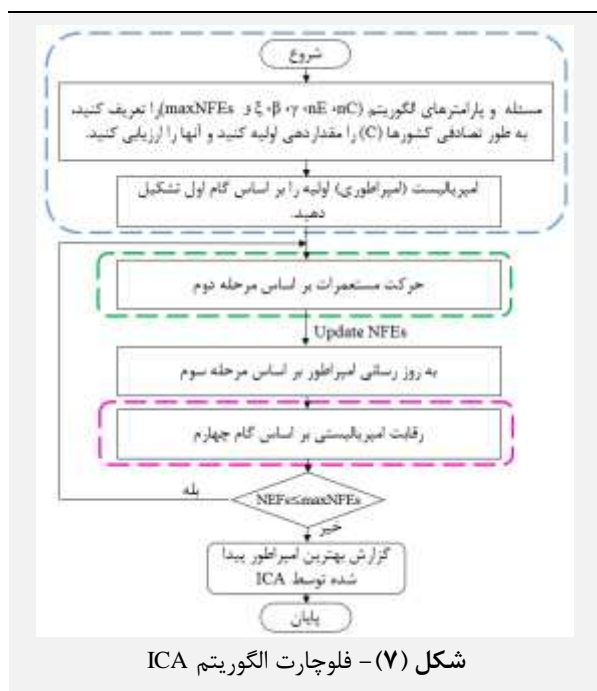 شروع
مسئله و پارامترهای الگوریتم (nC، nE، γ، β، ξ و maxNFEs)را تعریف کنید،
به طور تصادفی کشورها (C) را مقداردهی اولیه کنید و آنها را ارزیابی کنید.
امپریالیست (امپراطوری) اولیه را بر اساس گام اول تشکیل
دهید.
حرکت مستعمرات بر اساس مرحله دوم
Update NFEs
به روز رسانی امپراطور بر اساس مرحله سوم
رقابت امپریالیستی بر اساس گام چهارم
بله
NEFs≤maxNFEs
خیر
گزارش بهترین امپراطور پیدا
شده توسط ICA
پایان
شکل (۷) - فلوچارت الگوریتم ICA